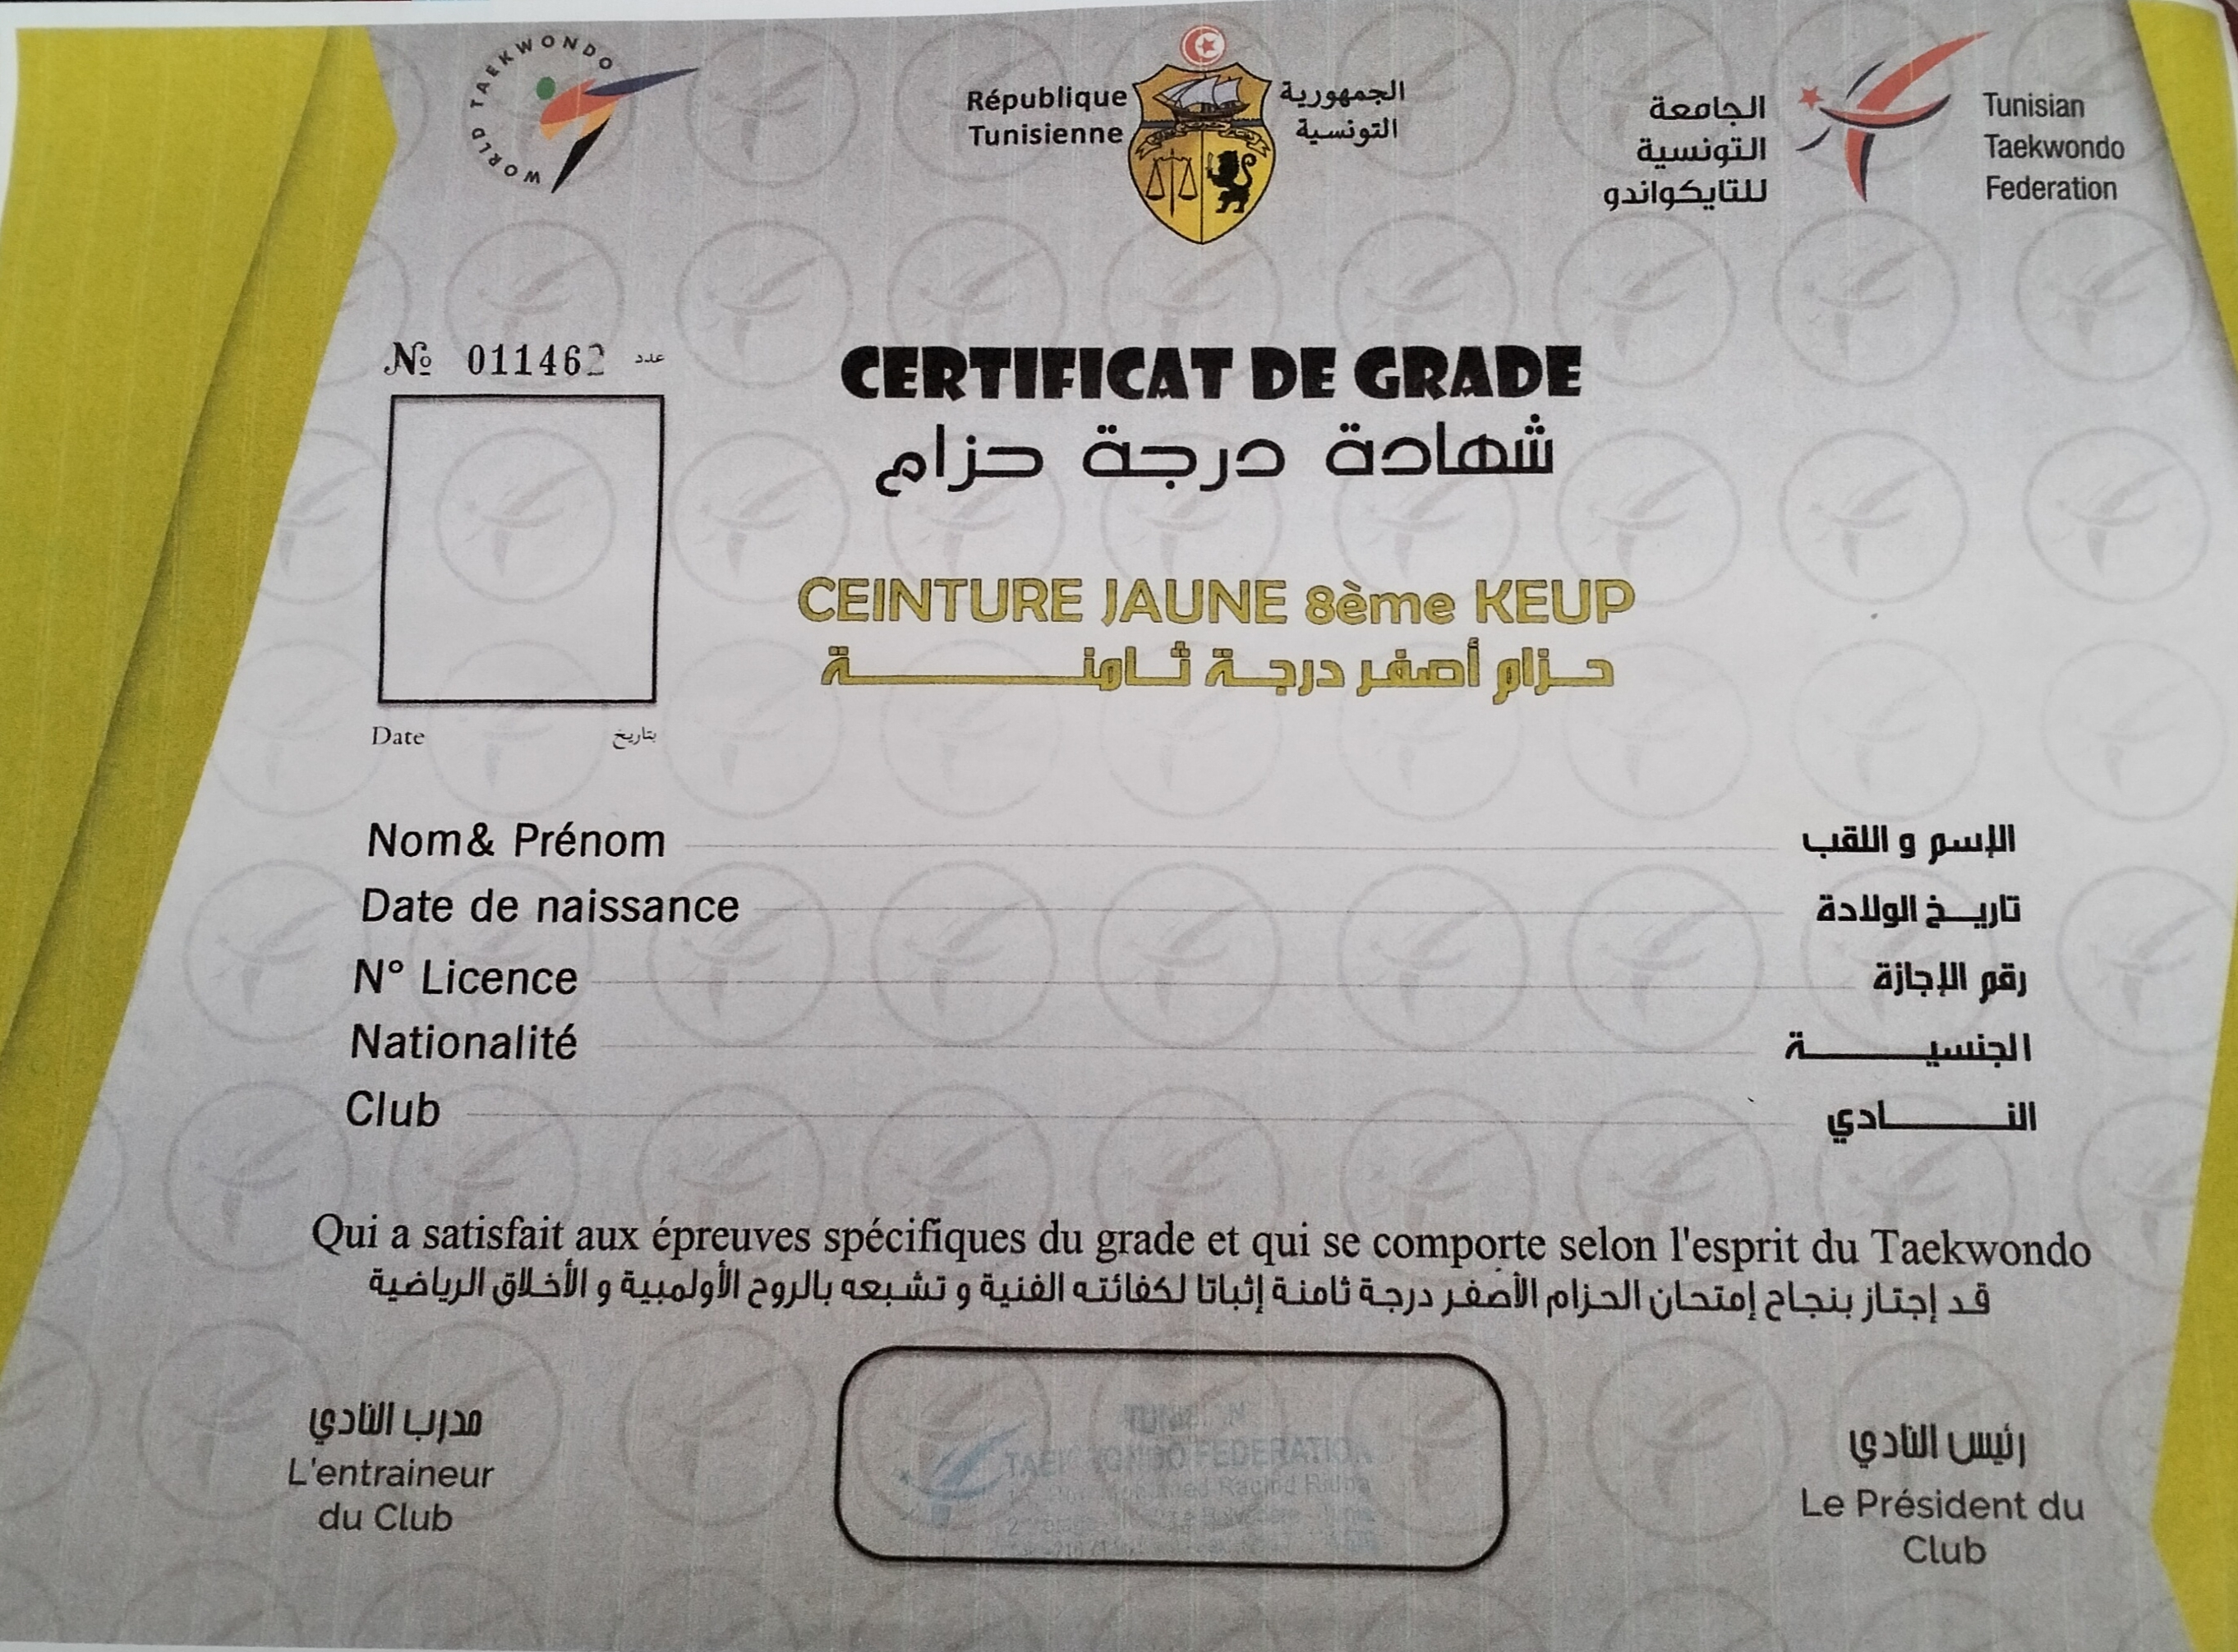 WORLD TAEKWONDO
République
Tunisienne
الجمهورية
التونسية
الجامعة
التونسية
للتايكواندو
Tunisian
Taekwondo
Federation
№ 011462 عدد
CERTIFICAT DE GRADE
شهادة درجة حزام
CEINTURE JAUNE 8ème KEUP
حزام أصفر درجة ثامنة
Date بتاريخ
Nom& Prénom الإسم و اللقب
Date de naissance تاريخ الولادة
N° Licence رقم الإجازة
Nationalité الجنسية
Club النادي
Qui a satisfait aux épreuves spécifiques du grade et qui se comporte selon l'esprit du Taekwondo
قد إجتاز بنجاح إمتحان الحزام الأصفر درجة ثامنة إثباتا لكفائته الفنية و تشبعه بالروح الأولمبية و الأخلاق الرياضية
مدرب النادي
L'entraineur
du Club
TUNISIAN
TAEKWONDO FEDERATION
رئيس النادي
Le Président du
Club